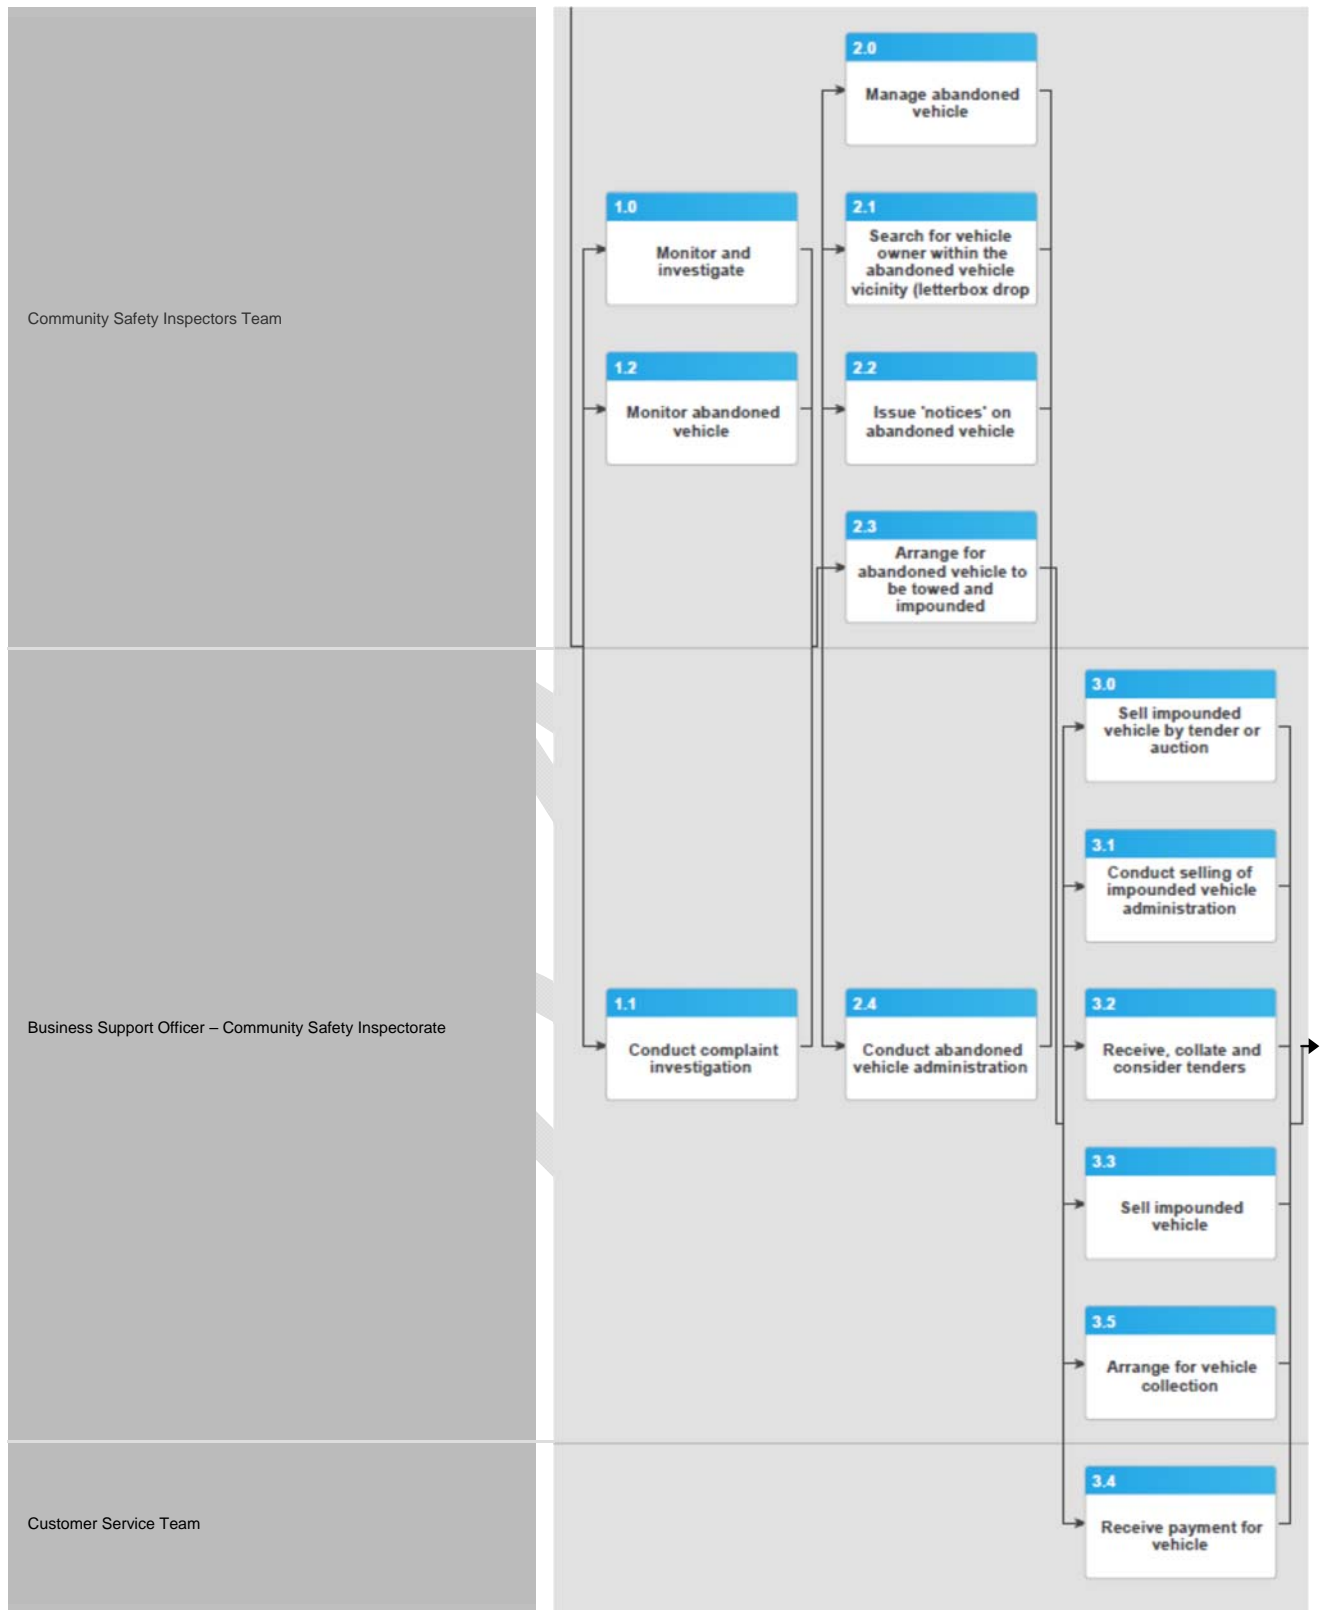 Community Safety Inspectors Team
1.0
Monitor and
investigate
1.2
Monitor abandoned
vehicle
2.0
Manage abandoned
vehicle
2.1
Search for vehicle
owner within the
abandoned vehicle
vicinity (letterbox drop
2.2
Issue 'notices' on
abandoned vehicle
2.3
Arrange for
abandoned vehicle to
be towed and
impounded
Business Support Officer – Community Safety Inspectorate
1.1
Conduct complaint
investigation
2.4
Conduct abandoned
vehicle administration
3.0
Sell impounded
vehicle by tender or
auction
3.1
Conduct selling of
impounded vehicle
administration
3.2
Receive, collate and
consider tenders
3.3
Sell impounded
vehicle
3.5
Arrange for vehicle
collection
Customer Service Team
3.4
Receive payment for
vehicle